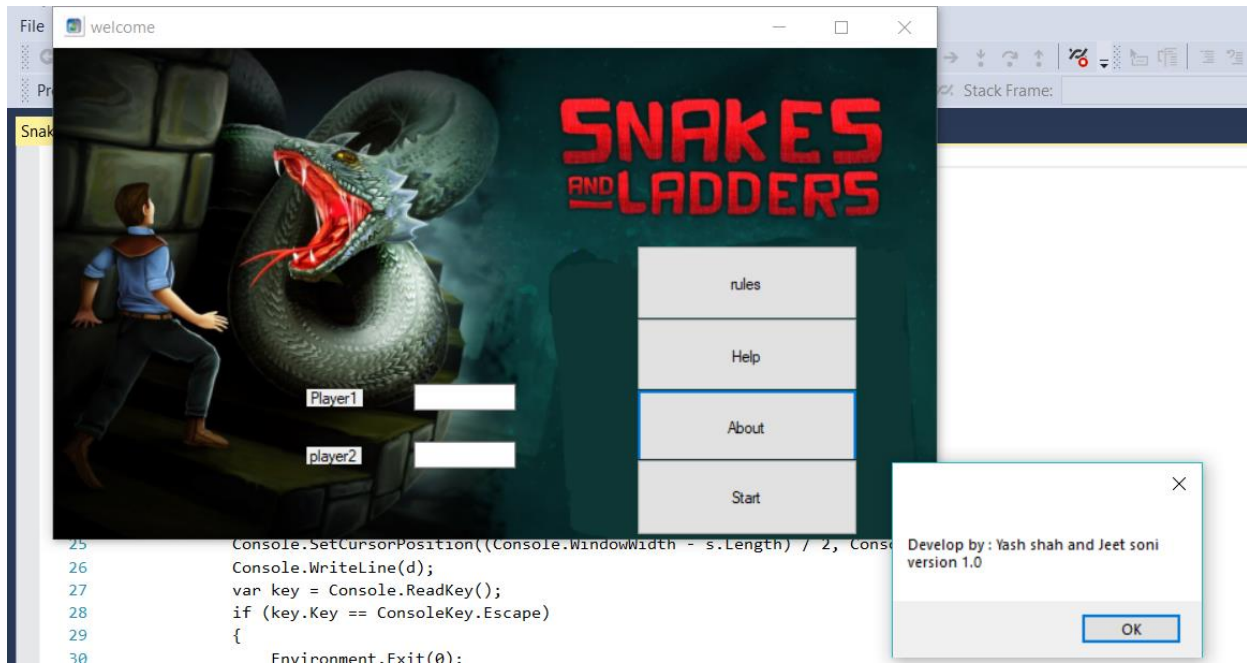 File
welcome
Pr
Stack Frame:
Snak
SNAKES
AND LADDERS
rules
Help
Player1
About
player2
Start
25 Console.SetCursorPosition((Console.WindowWidth - s.Length) / 2, Conso
26 Console.WriteLine(d);
27 var key = Console.ReadKey();
28 if (key.Key == ConsoleKey.Escape)
29 {
30 Environment.Exit(0);
Develop by : Yash shah and Jeet soni
version 1.0
OK